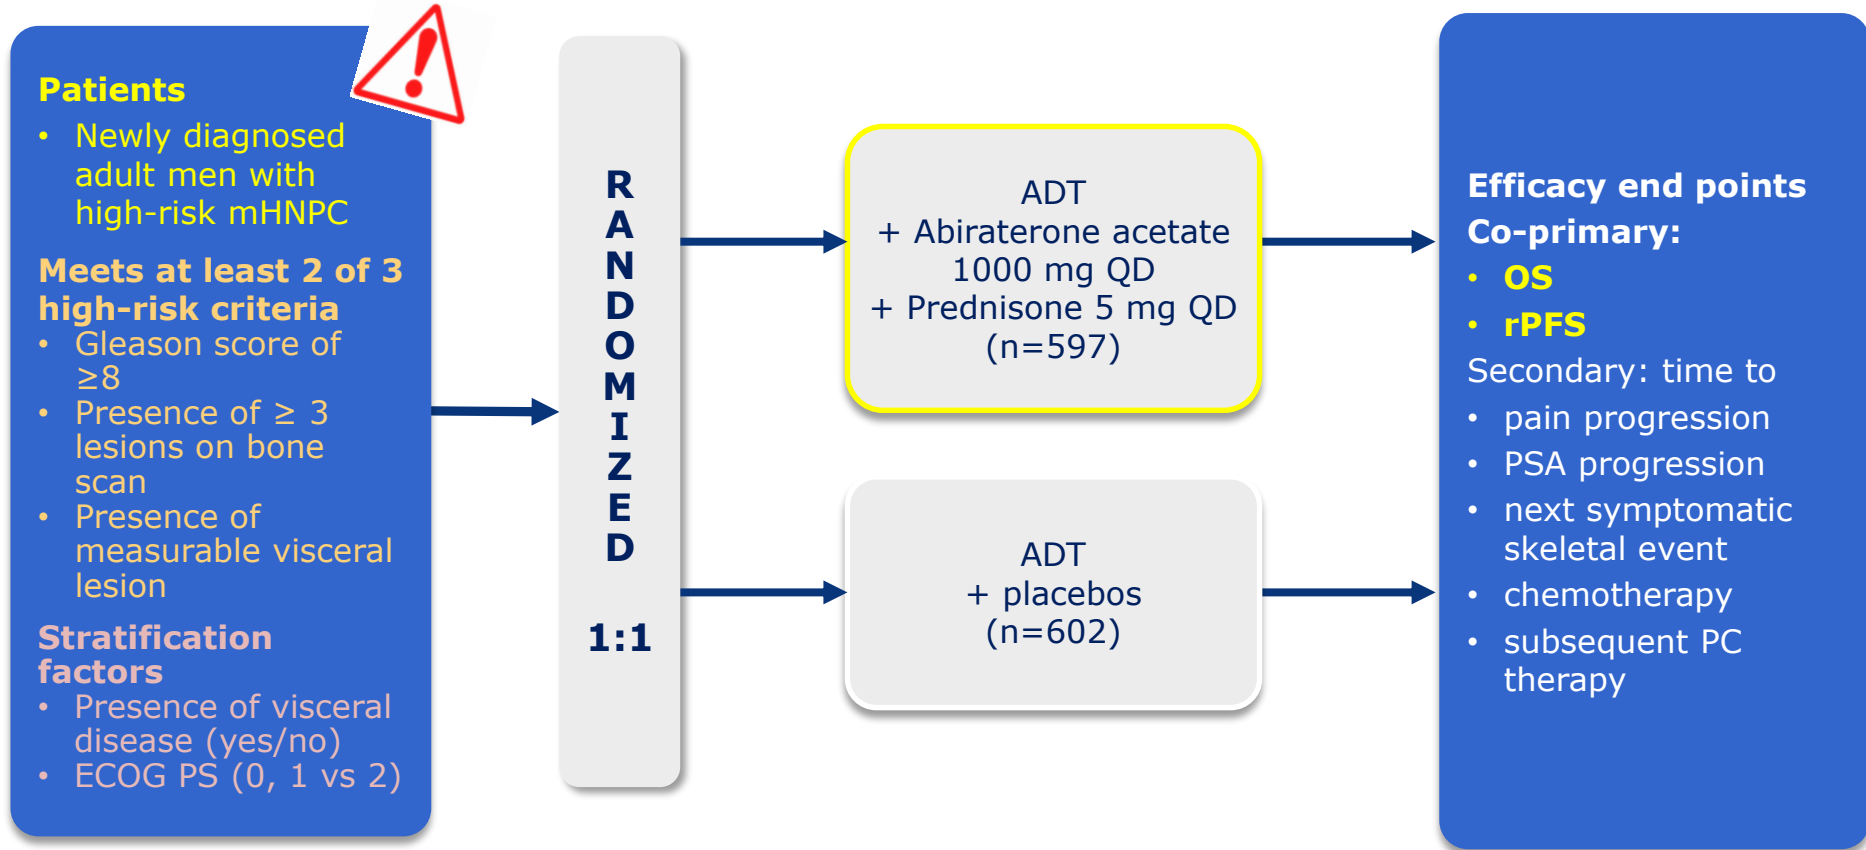 Patients
• Newly diagnosed
adult men with
high-risk mHNPC
Meets at least 2 of 3
high-risk criteria
• Gleason score of
≥8
• Presence of ≥ 3
lesions on bone
scan
• Presence of
measurable visceral
lesion
Stratification
factors
• Presence of visceral
disease (yes/no)
• ECOG PS (0, 1 vs 2)
R
A
N
D
O
M
I
Z
E
D
1:1
ADT
+ Abiraterone acetate
1000 mg QD
+ Prednisone 5 mg QD
(n=597)
ADT
+ placebos
(n=602)
Efficacy end points
Co-primary:
• OS
• rPFS
Secondary: time to
• pain progression
• PSA progression
• next symptomatic
skeletal event
• chemotherapy
• subsequent PC
therapy